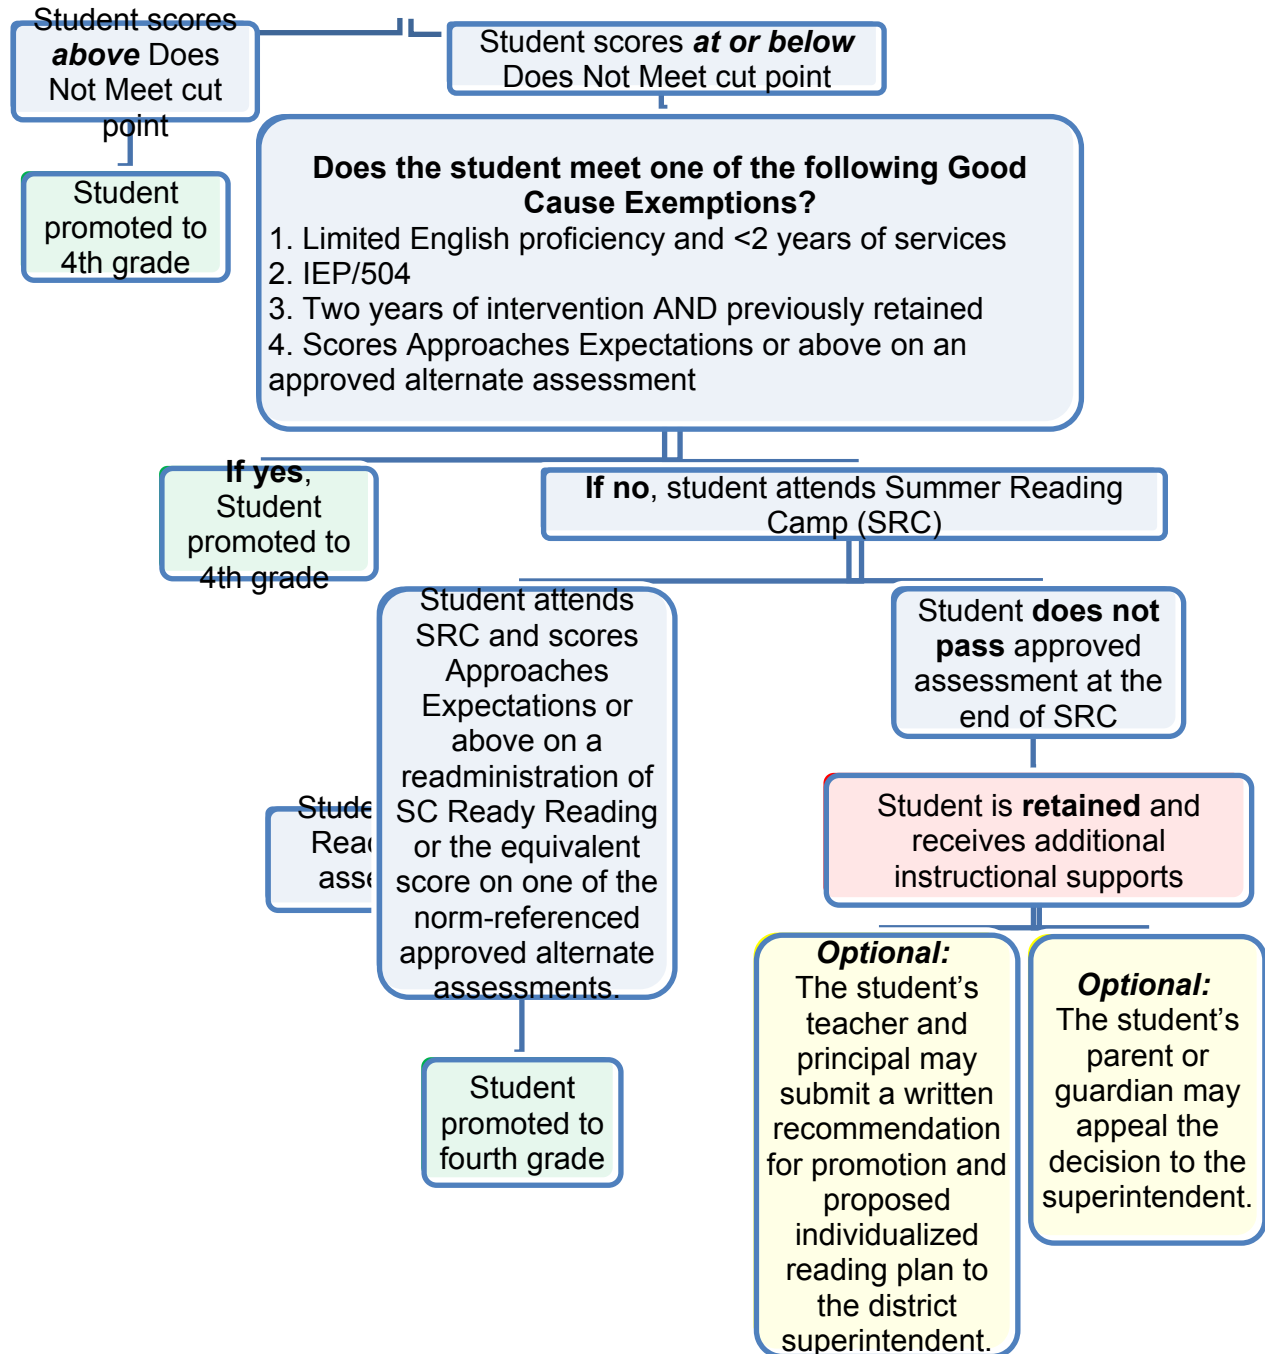 Student scores
above Does
Not Meet cut
point
Student scores at or below
Does Not Meet cut point
Student
promoted to
4th grade
Does the student meet one of the following Good
Cause Exemptions?
1. Limited English proficiency and <2 years of services
2. IEP/504
3. Two years of intervention AND previously retained
4. Scores Approaches Expectations or above on an
approved alternate assessment
If yes,
Student
promoted to
4th grade
If no, student attends Summer Reading
Camp (SRC)
Student attends
SRC and scores
Approaches
Expectations or
above on a
readministration of
SC Ready Reading
or the equivalent
score on one of the
norm-referenced
approved alternate
assessments.
Student does not
pass approved
assessment at the
end of SRC
Student is retained and
receives additional
instructional supports
Student
promoted to
fourth grade
Optional:
The student’s
teacher and
principal may
submit a written
recommendation
for promotion and
proposed
individualized
reading plan to
the district
superintendent.
Optional:
The student’s
parent or
guardian may
appeal the
decision to the
superintendent.